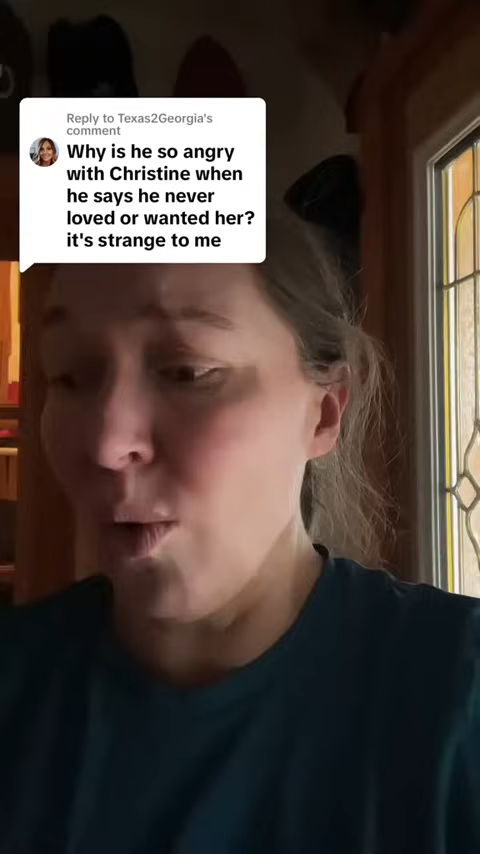 Reply to Texas2Georgia's
comment
Why is he so angry
with Christine when
he says he never
loved or wanted her?
it's strange to me